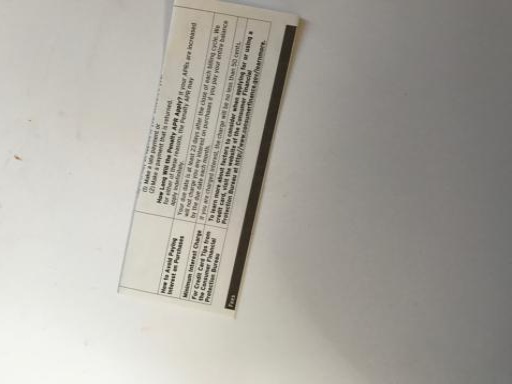 (1) Make a late payment or
(2) Make a payment that is returned.
How Long Will the Penalty APR Apply? If your APRs are increased
for either of these reasons, the Penalty APR may
apply indefinitely.
How to Avoid Paying
Interest on Purchases
Your due date is at least 23 days after the close of each billing cycle. We
will not charge you any interest on purchases if you pay your entire balance
by the due date each month.
Minimum Interest Charge
If you are charged interest, the charge will be no less than 50 cents.
For Credit Card Tips from
the Consumer Financial
Protection Bureau
To learn more about factors to consider when applying for or using a
credit card, visit the website of the Consumer Financial
Protection Bureau at http://www.consumerfinance.gov/learnmore.
Fees